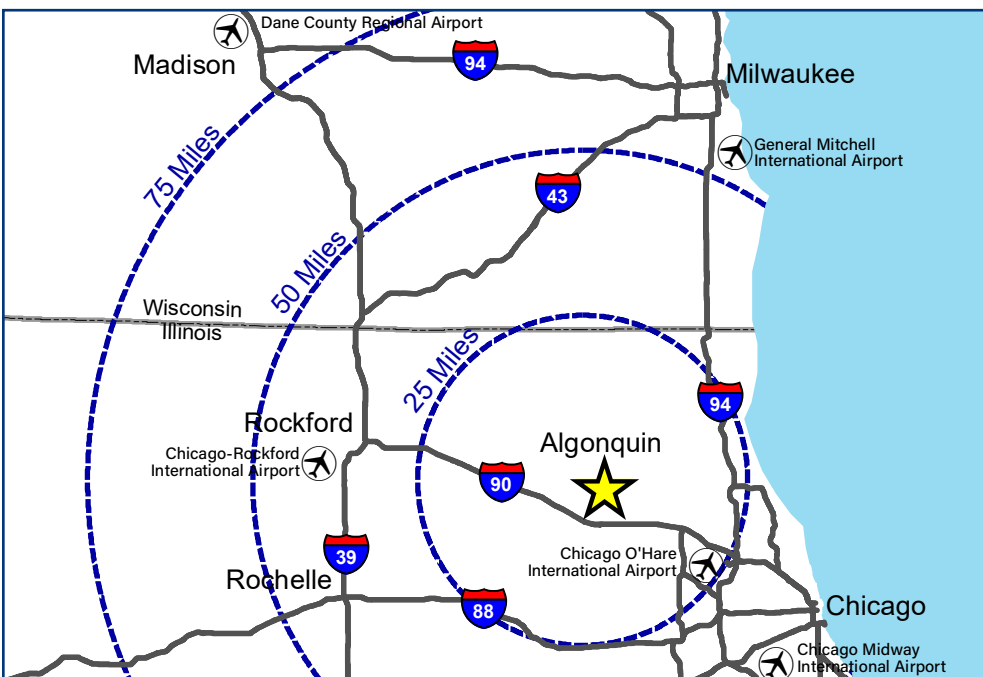 Dane County Regional Airport
Madison
94
Milwaukee
75 Miles
General Mitchell
International Airport
43
50 Miles
Wisconsin
Illinois
25 Miles
94
Rockford
Algonquin
Chicago-Rockford
International Airport
90
39
Chicago O'Hare
International Airport
Rochelle
88
Chicago
Chicago Midway
International Airport